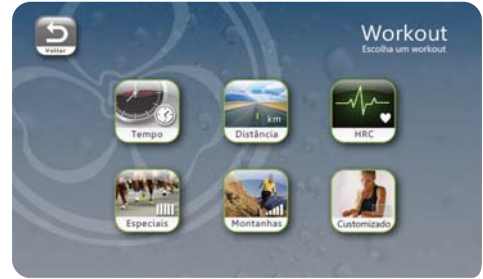 Voltar
Workout
Escolha um workout
Tempo
km
Distância
HRC
Especiais
Montanhas
Customizado